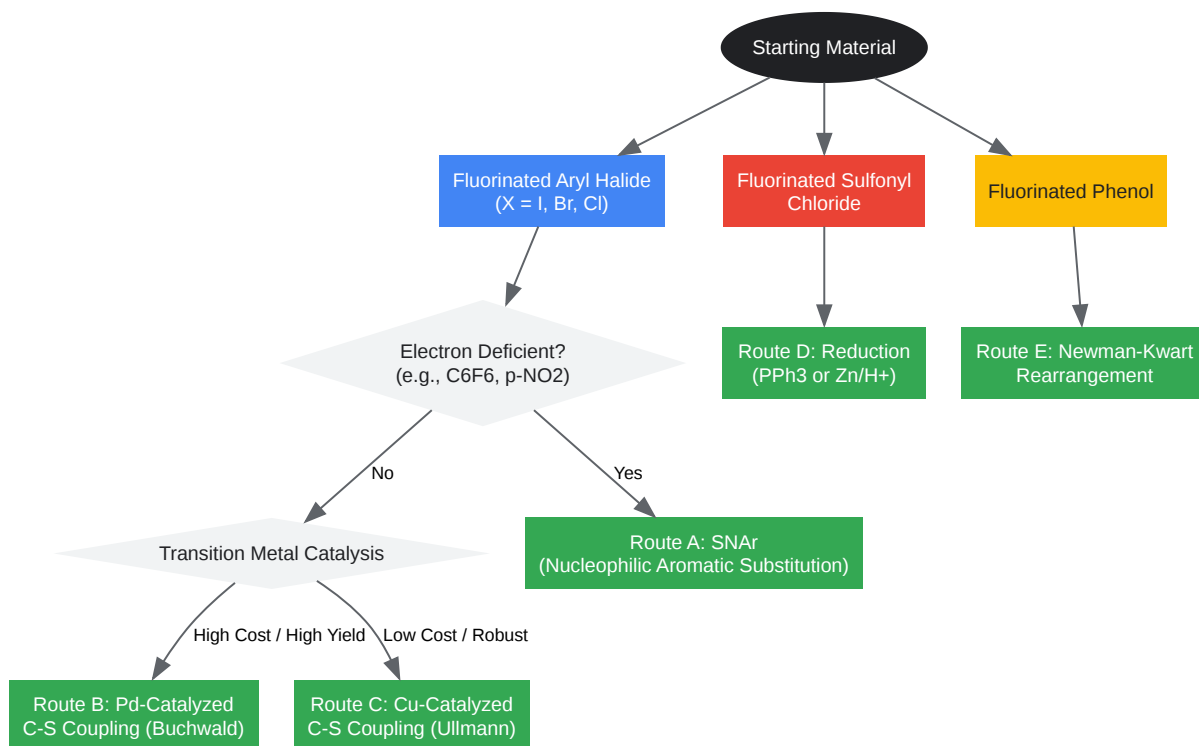 Starting Material
Fluorinated Aryl Halide
(X = I, Br, Cl)
Fluorinated Sulfonyl
Chloride
Fluorinated Phenol
Electron Deficient?
(e.g., C6F6, p-NO2)
Route D: Reduction
(PPh3 or Zn/H+)
Route E: Newman-Kwart
Rearrangement
No
Yes
Transition Metal Catalysis
Route A: SNAr
(Nucleophilic Aromatic Substitution)
High Cost / High Yield
Low Cost / Robust
Route B: Pd-Catalyzed
C-S Coupling (Buchwald)
Route C: Cu-Catalyzed
C-S Coupling (Ullmann)